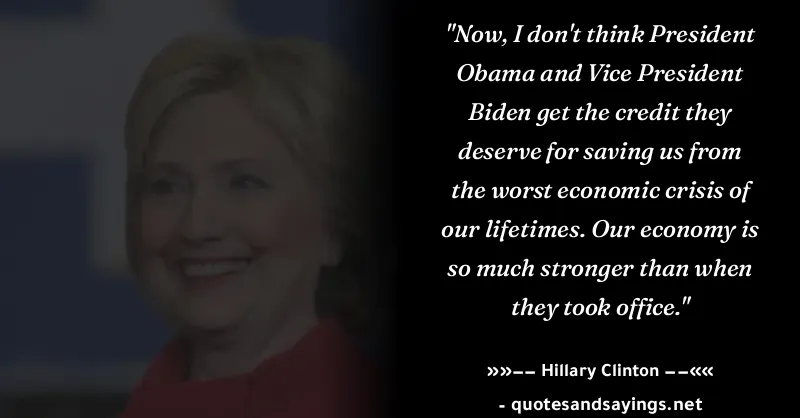 "Now, I don't think President
Obama and Vice President
Biden get the credit they
deserve for saving us from
the worst economic crisis of
our lifetimes. Our economy is
so much stronger than when
they took office."
»»−− Hillary Clinton −−««
- quotesandsayings.net